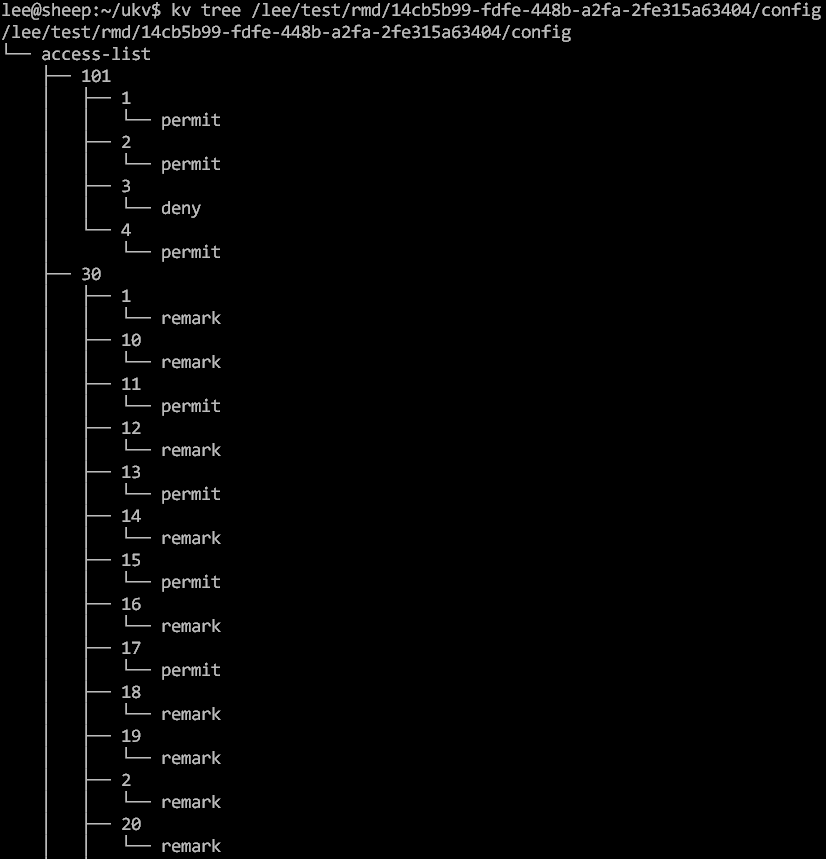 lee@sheep:~/ukv$ kv tree /lee/test/rmd/14cb5b99-fdfe-448b-a2fa-2fe315a63404/config
/lee/test/rmd/14cb5b99-fdfe-448b-a2fa-2fe315a63404/config
└── access-list
    ├── 101
    │   ├── 1
    │   │   └── permit
    │   ├── 2
    │   │   └── permit
    │   ├── 3
    │   │   └── deny
    │   └── 4
    │       └── permit
    ├── 30
    │   ├── 1
    │   │   └── remark
    │   ├── 10
    │   │   └── remark
    │   ├── 11
    │   │   └── permit
    │   ├── 12
    │   │   └── remark
    │   ├── 13
    │   │   └── permit
    │   ├── 14
    │   │   └── remark
    │   ├── 15
    │   │   └── permit
    │   ├── 16
    │   │   └── remark
    │   ├── 17
    │   │   └── permit
    │   ├── 18
    │   │   └── remark
    │   ├── 19
    │   │   └── remark
    │   ├── 2
    │   │   └── remark
    │   ├── 20
    │   │   └── remark